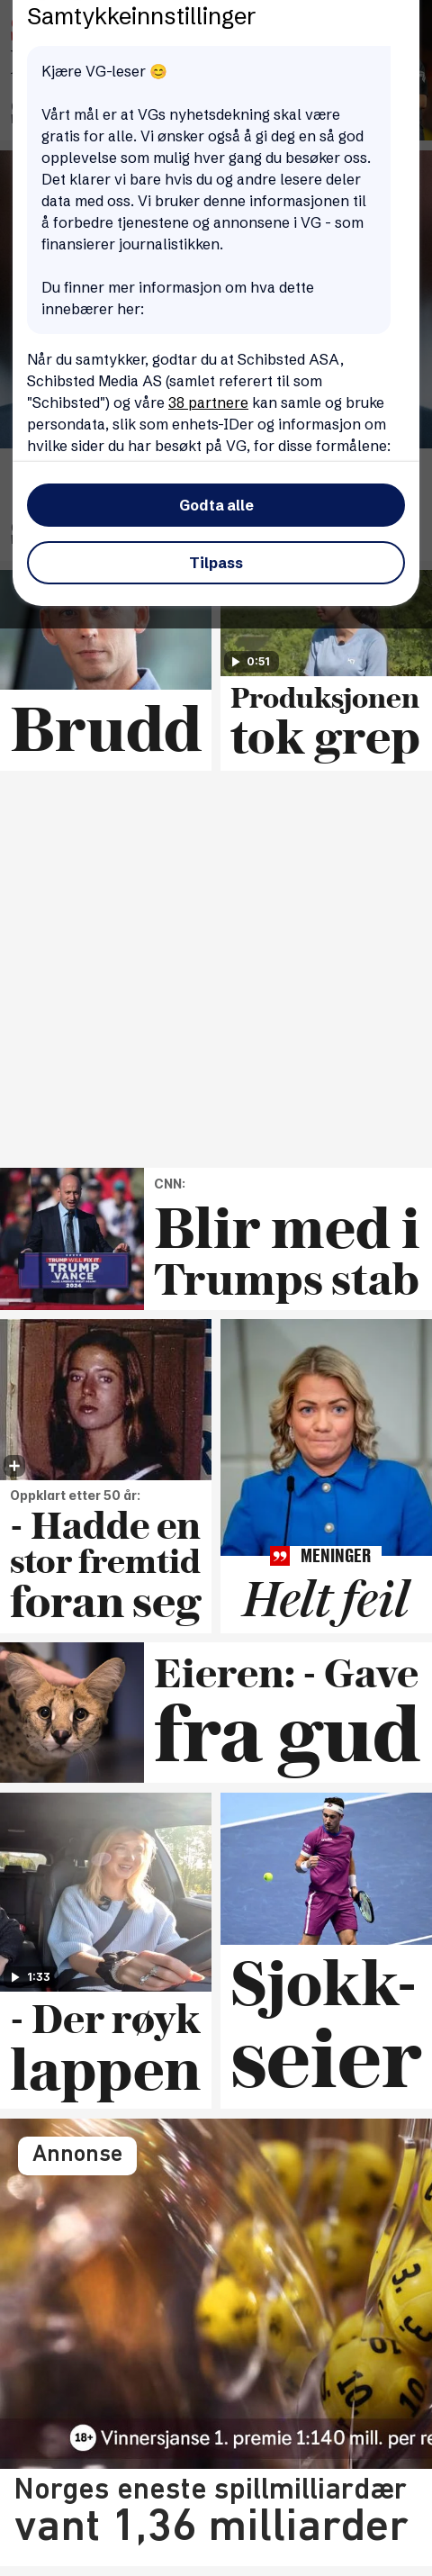 Samtykkeinnstillinger
Kjære VG-leser 😊
Vårt mål er at VGs nyhetsdekning skal være
gratis for alle. Vi ønsker også å gi deg en så god
opplevelse som mulig hver gang du besøker oss.
Det klarer vi bare hvis du og andre lesere deler
data med oss. Vi bruker denne informasjonen til
å forbedre tjenestene og annonsene i VG - som
finansierer journalistikken.
Du finner mer informasjon om hva dette
innebærer her:
Når du samtykker, godtar du at Schibsted ASA,
Schibsted Media AS (samlet referert til som
"Schibsted") og våre 38 partnere kan samle og bruke
persondata, slik som enhets-IDer og informasjon om
hvilke sider du har besøkt på VG, for disse formålene:
Godta alle
Tilpass
0:51
Brudd
Produksjonen
tok grep
CNN:
Blir med i
Trumps stab
TRUMP WILL FIX IT
TRUMP
VANCE
2024
Oppklart etter 50 år:
- Hadde en
stor fremtid
foran seg
MENINGER
Helt feil
Eieren: - Gave
fra gud
1:33
- Der røyk
lappen
Sjokk-
seier
Annonse
3
10
10
18+ Vinnersjanse 1. premie 1:140 mill. per re
Norges eneste spillmilliardær
vant 1,36 milliarder